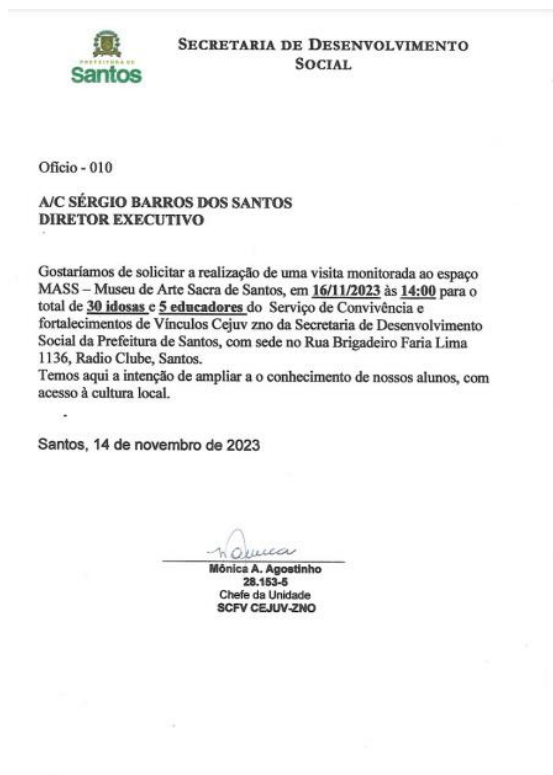 PREFEITURA DE
Santos
SECRETARIA DE DESENVOLVIMENTO
SOCIAL
Ofício - 010
A/C SÉRGIO BARROS DOS SANTOS
DIRETOR EXECUTIVO
Gostaríamos de solicitar a realização de uma visita monitorada ao espaço
MASS – Museu de Arte Sacra de Santos, em 16/11/2023 às 14:00 para o
total de 30 idosas e 5 educadores do Serviço de Convivência e
fortalecimentos de Vínculos Cejuv zno da Secretaria de Desenvolvimento
Social da Prefeitura de Santos, com sede no Rua Brigadeiro Faria Lima
1136, Radio Clube, Santos.
Temos aqui a intenção de ampliar a o conhecimento de nossos alunos, com
acesso à cultura local.
Santos, 14 de novembro de 2023
Mônica A. Agostinho
28.153-5
Chefe da Unidade
SCFV CEJUV-ZNO